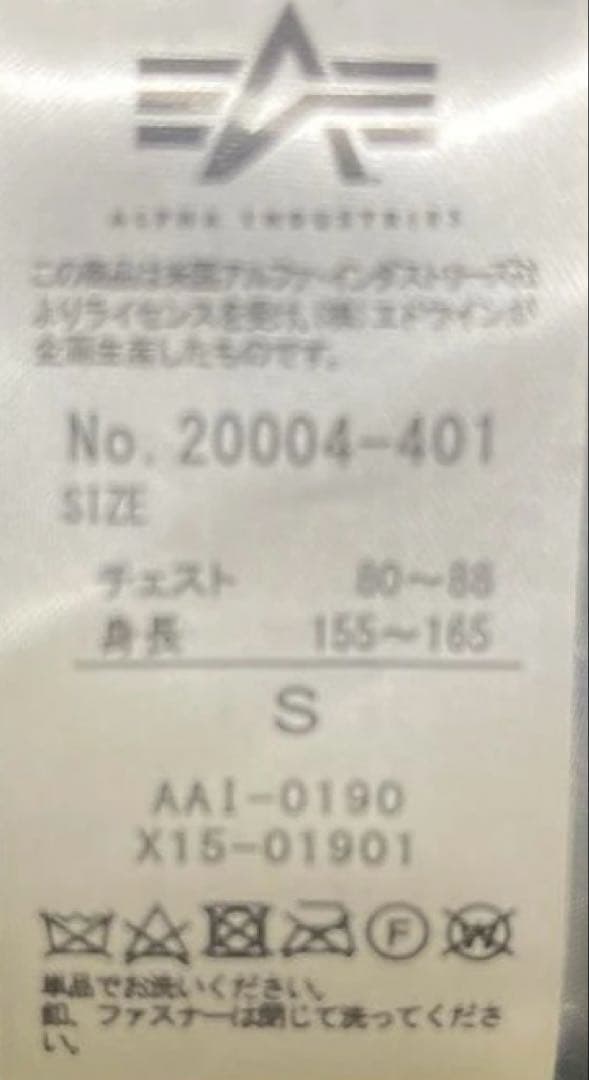 ALPHA INDUSTRIES
この商品は米国アルファーインダストリーズ社
よりライセンスを受け、(株)エドウインが
企画生産したものです。
No. 20004-401
SIZE
チェスト 80～88
身長 155～165
S
AAI-0190
X15-01901
F W
単品でお洗いください。
釦、ファスナーは閉じて洗ってくださ
い。